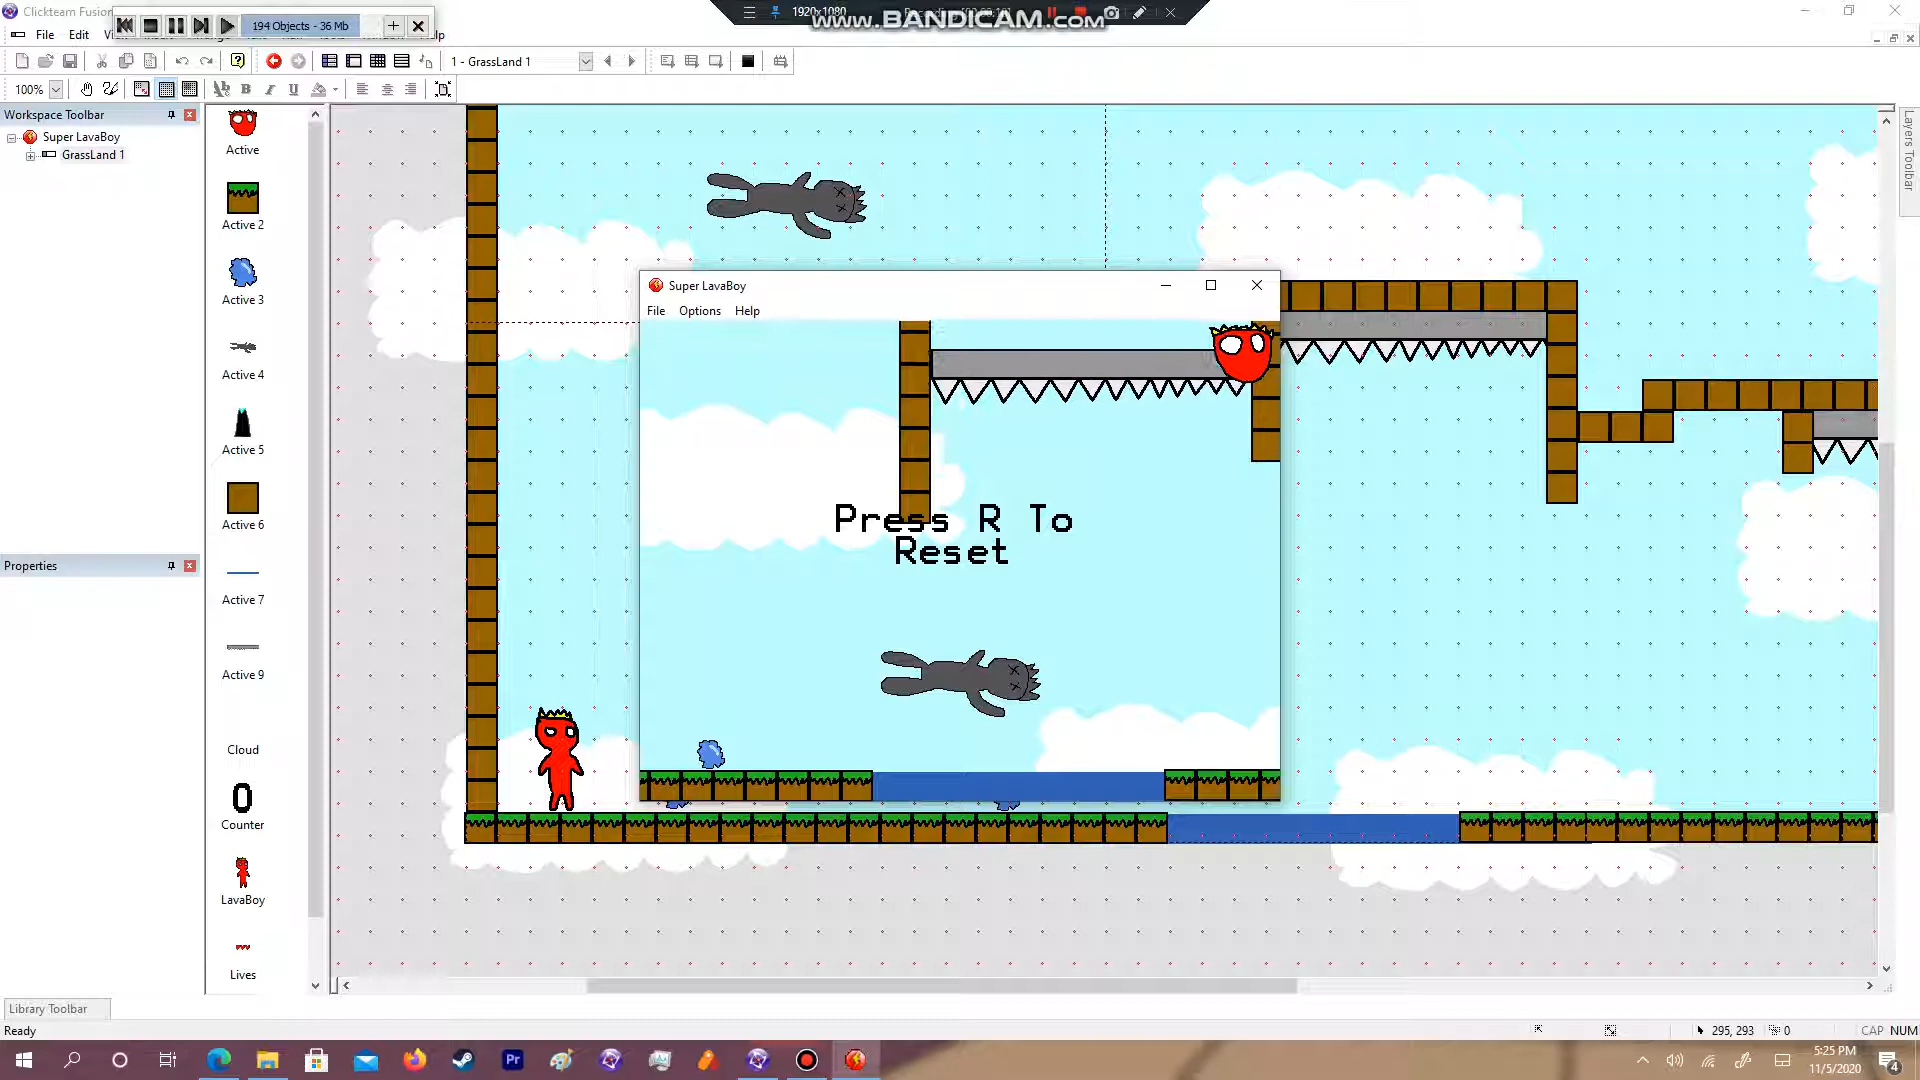 Clickteam Fusion
194 Objects - 36 Mb
1920x1080
www.BANDICAM.com
File Edit
1 - GrassLand 1
100%
Workspace Toolbar
Super LavaBoy
GrassLand 1
Properties
Active
Active 2
Active 3
Active 4
Active 5
Active 6
Active 7
Active 9
Cloud
0
Counter
LavaBoy
Lives
Super LavaBoy
File Options Help
Press R To
Reset
Layers Toolbar
Library Toolbar
Ready
295, 293
0
CAP NUM
Pr
5:25 PM
11/5/2020
4